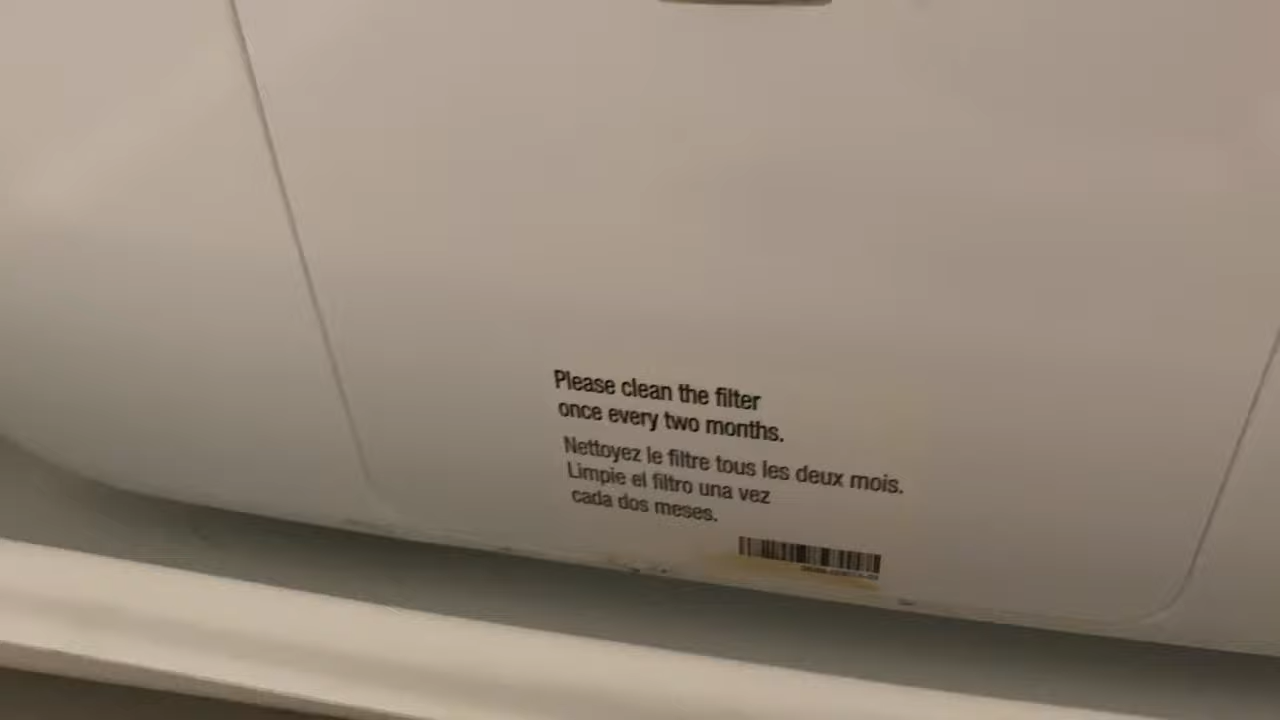 Please clean the filter
once every two months.
Nettoyez le filtre tous les deux mois.
Limpie el filtro una vez
cada dos meses.